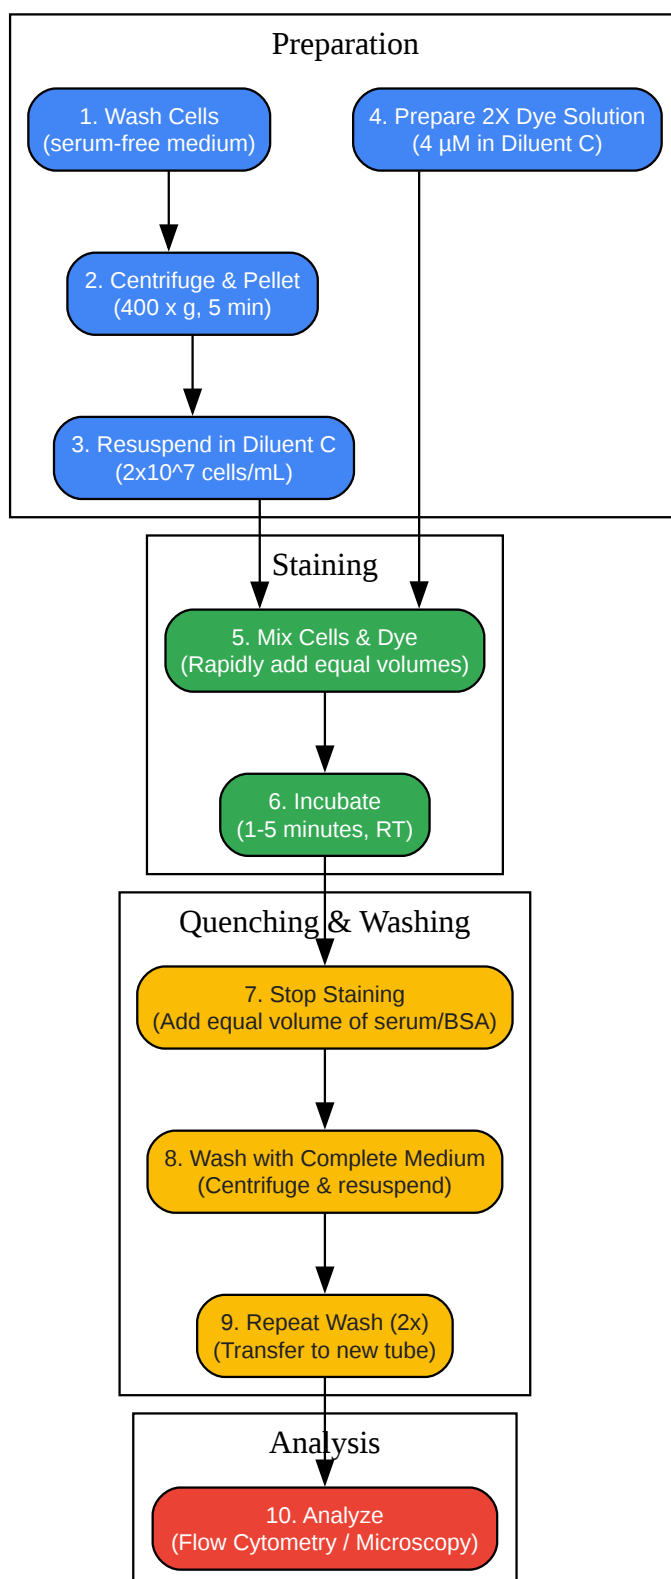 Preparation
1. Wash Cells
(serum-free medium)
4. Prepare 2X Dye Solution
(4 µM in Diluent C)
2. Centrifuge & Pellet
(400 x g, 5 min)
3. Resuspend in Diluent C
(2x10^7 cells/mL)
Staining
5. Mix Cells & Dye
(Rapidly add equal volumes)
6. Incubate
(1-5 minutes, RT)
Quenching & Washing
7. Stop Staining
(Add equal volume of serum/BSA)
8. Wash with Complete Medium
(Centrifuge & resuspend)
9. Repeat Wash (2x)
(Transfer to new tube)
Analysis
10. Analyze
(Flow Cytometry / Microscopy)